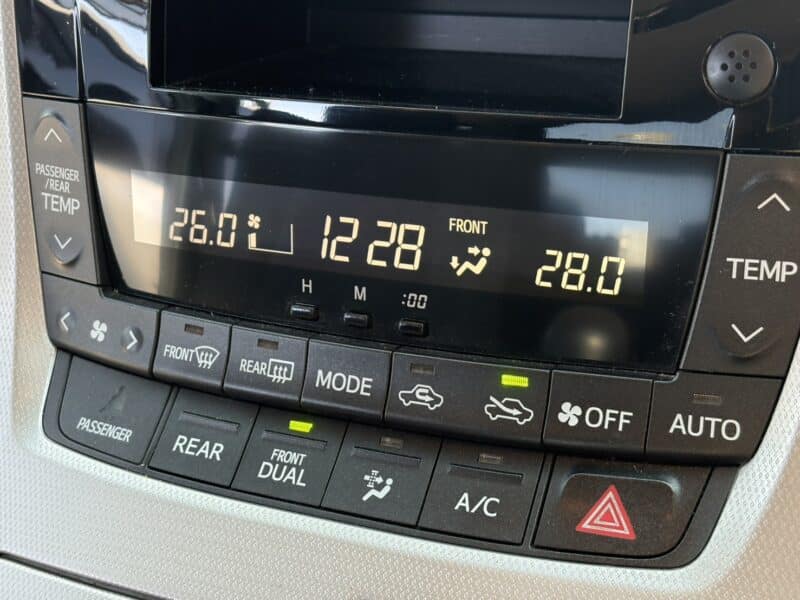 PASSENGER
/REAR
TEMP
26.0
12 28
FRONT
28.0
TEMP
H
M
:00
FRONT
REAR
MODE
OFF
AUTO
PASSENGER
REAR
FRONT
DUAL
A/C